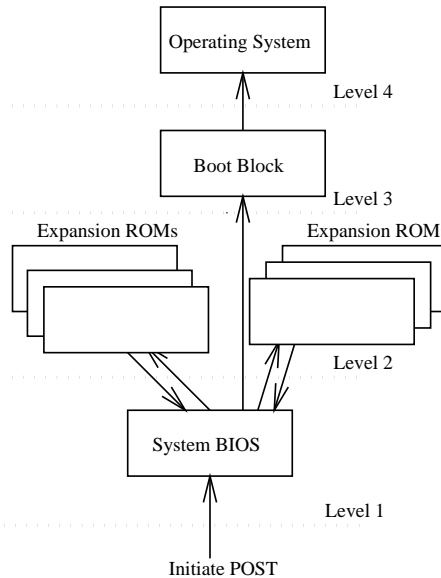 Operating System
Level 4
Boot Block
Level 3
Expansion ROMs
Expansion ROM
Level 2
System BIOS
Level 1
Initiate POST